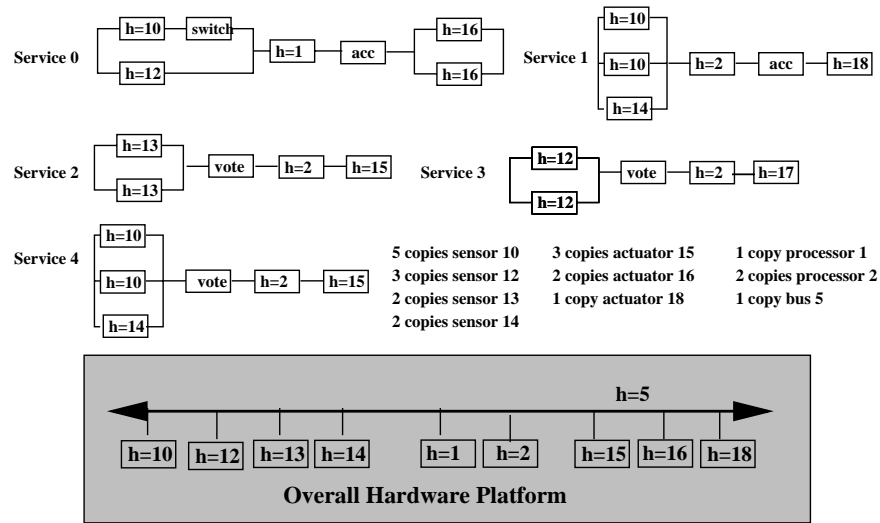 Service 0
h=10
switch
h=12
h=1
acc
h=16
h=16
Service 1
h=10
h=10
h=14
h=2
acc
h=18
Service 2
h=13
h=13
vote
h=2
h=15
Service 3
h=12
h=12
vote
h=2
h=17
Service 4
h=10
h=10
h=14
vote
h=2
h=15
5 copies sensor 10
3 copies sensor 12
2 copies sensor 13
2 copies sensor 14
3 copies actuator 15
2 copies actuator 16
1 copy actuator 18
1 copy processor 1
2 copies processor 2
1 copy bus 5
h=5
h=10
h=12
h=13
h=14
h=1
h=2
h=15
h=16
h=18
Overall Hardware Platform